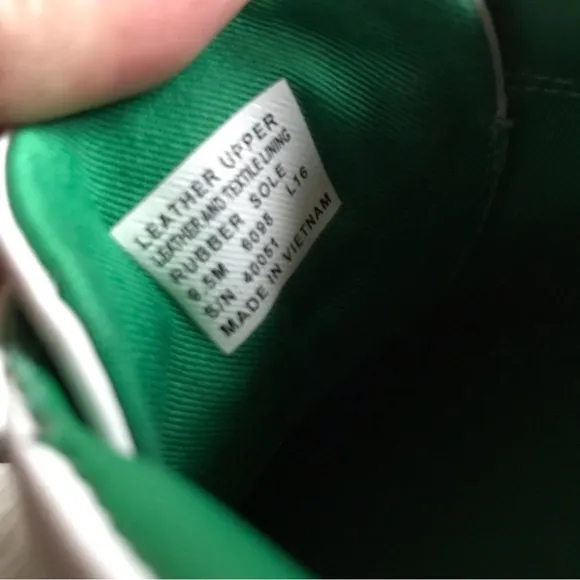 LEATHER UPPER
LEATHER AND TEXTILE LINING
RUBBER SOLE
6.5M 6098 L16
S/N. 40051
MADE IN VIETNAM